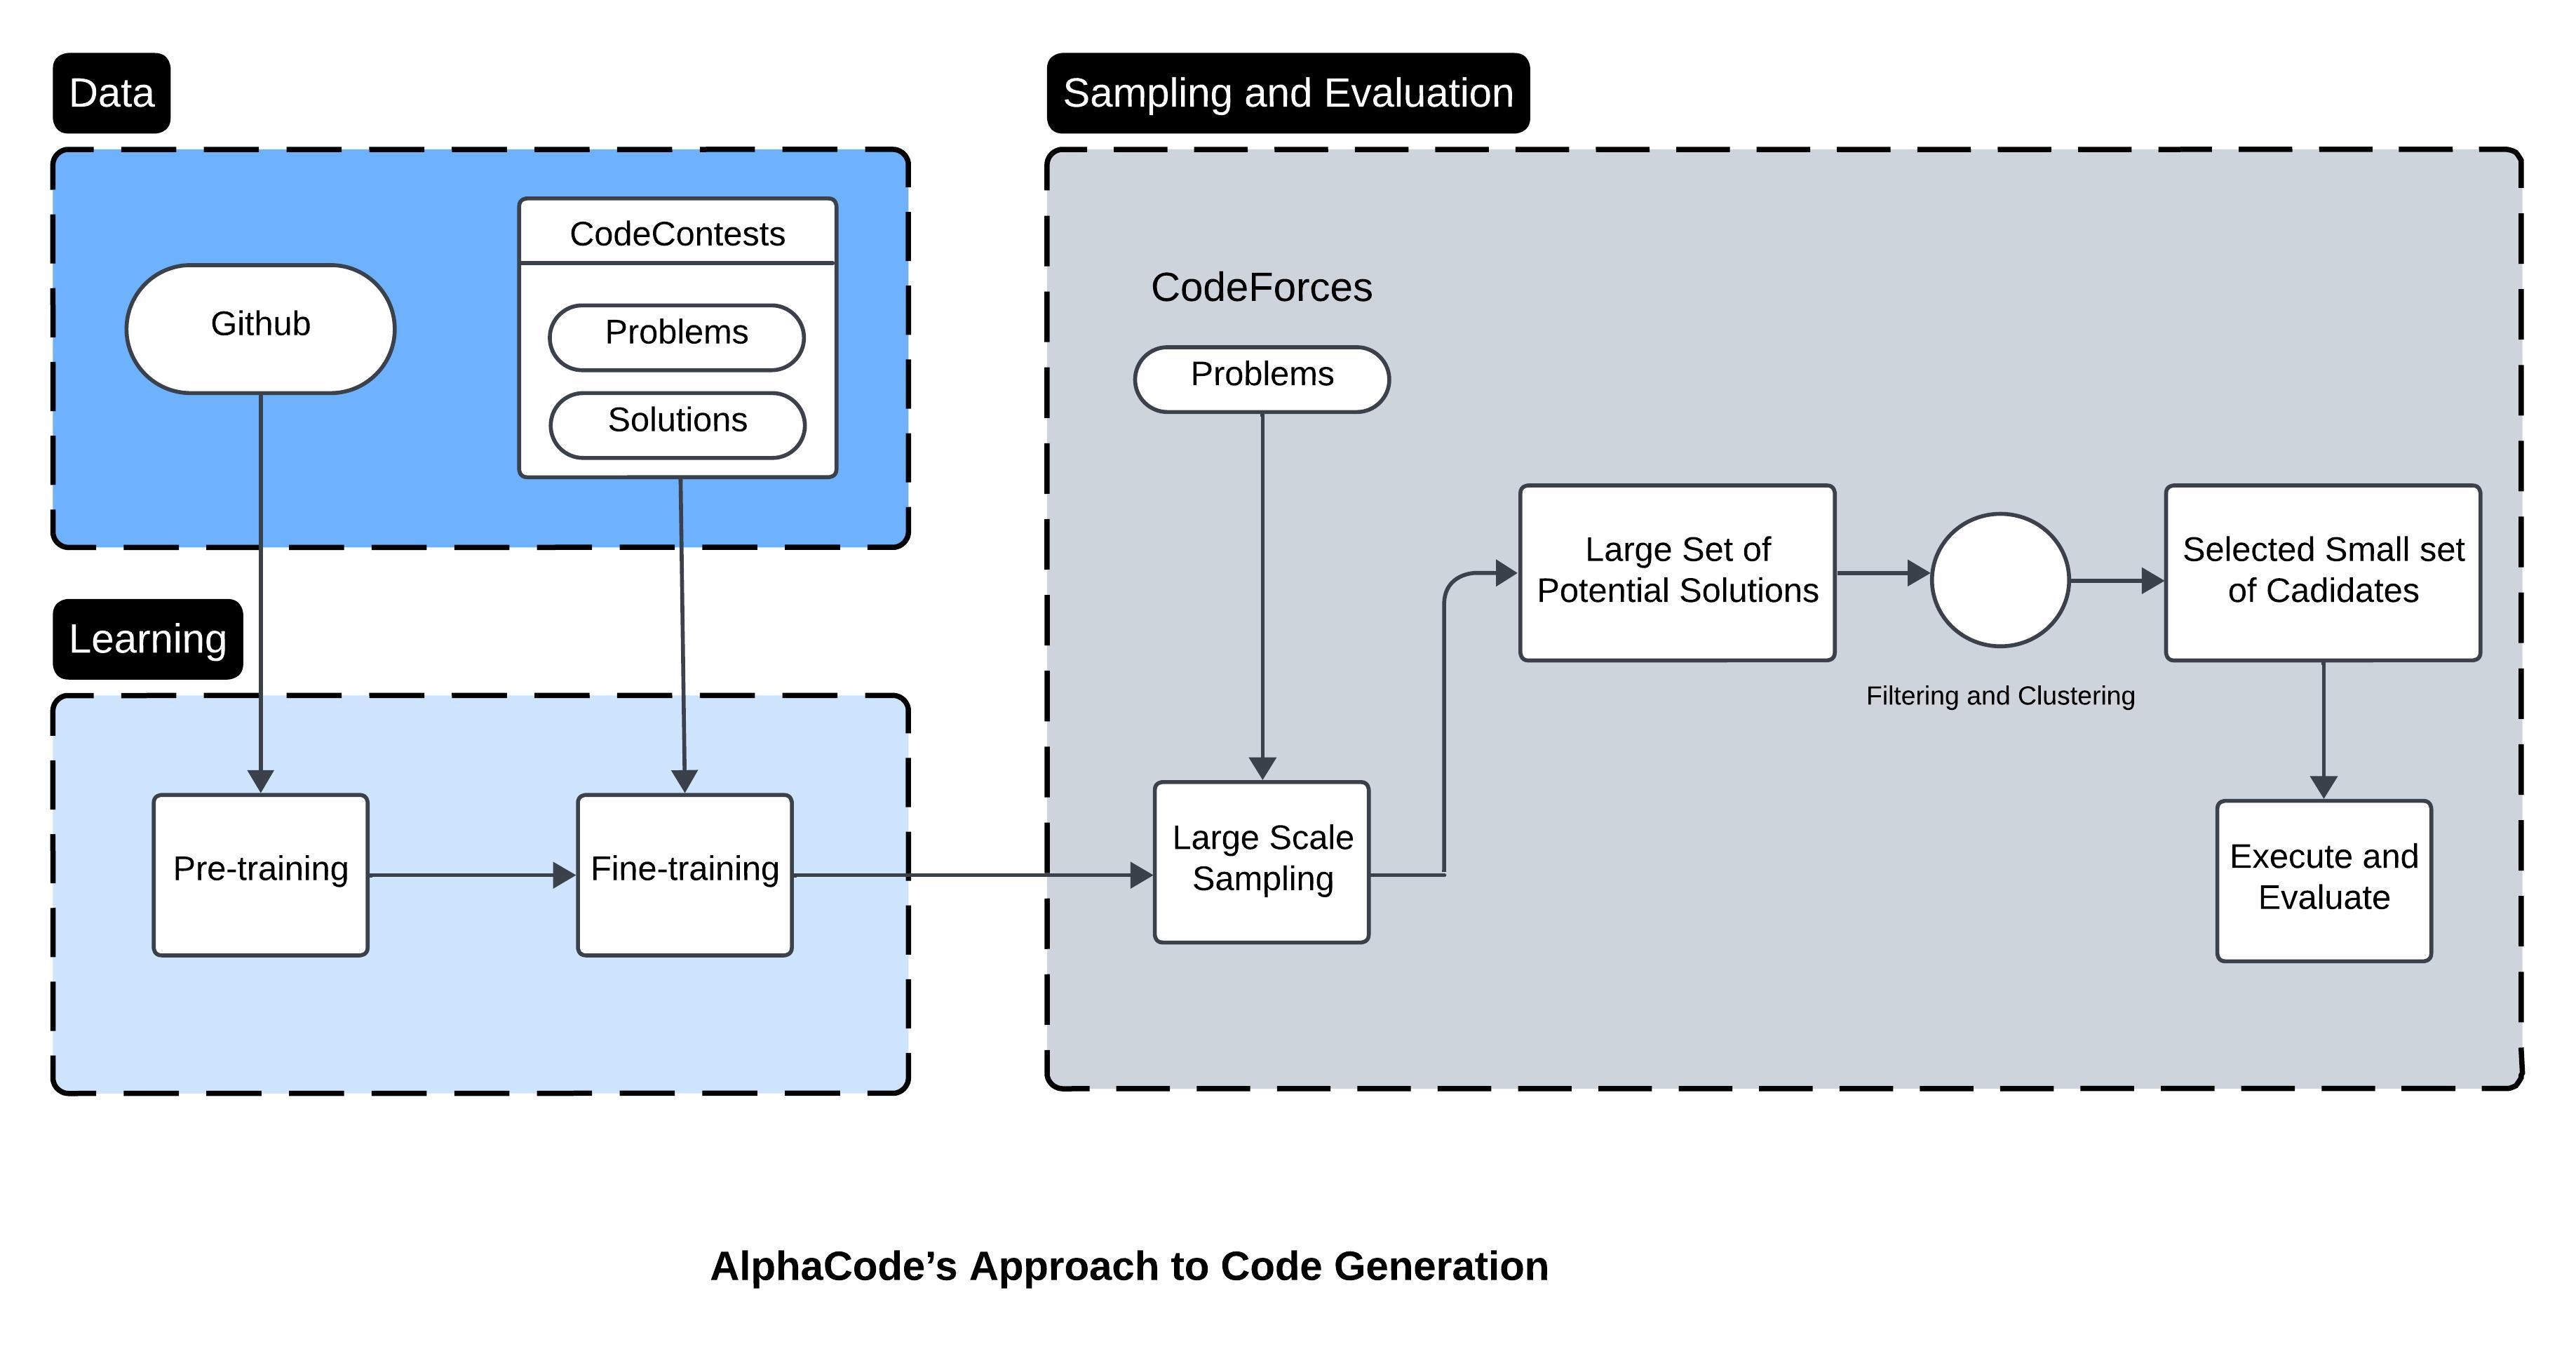 Data
Github
CodeContests
Problems
Solutions
Learning
Pre-training
Fine-training
Sampling and Evaluation
CodeForces
Problems
Large Scale
Sampling
Large Set of
Potential Solutions
Filtering and Clustering
Selected Small set
of Cadidates
Execute and
Evaluate
AlphaCode’s Approach to Code Generation